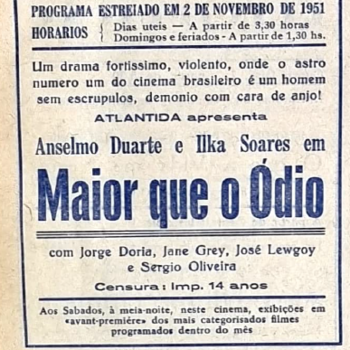 PROGRAMA ESTREIADO EM 2 DE NOVEMBRO DE 1951
HORARIOS { Dias uteis — A partir de 3,30 horas
Domingos e feriados - A partir de 1,30 hs.
Um drama fortissimo, violento, onde o astro
numero um do cinema brasileiro é um homem
sem escrupulos, demonio com cara de anjo!
ATLANTIDA apresenta
Anselmo Duarte e Ilka Soares em
Maior que o Ódio
com Jorge Doria, Jane Grey, José Lewgoy
e Sergio Oliveira
Censura: Imp. 14 anos
Aos Sabados, à meia-noite, neste cinema, exibições em
«avant-premiére» dos mais categorisados filmes
programados dentro do mês